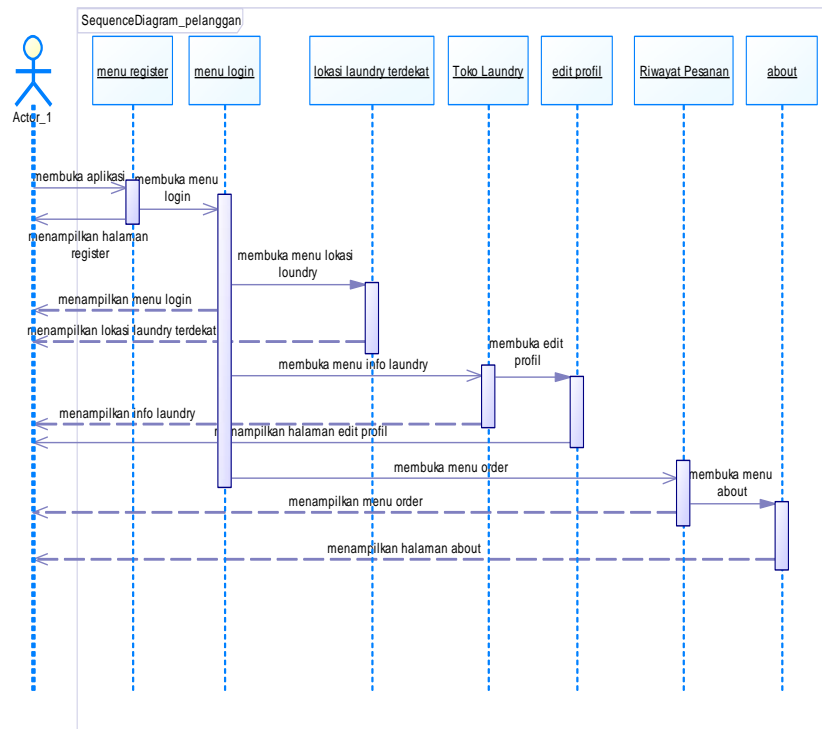 SequenceDiagram_pelanggan
menu register
menu login
lokasi laundry terdekat
Toko Laundry
edit profil
Riwayat Pesanan
about
Actor_1
membuka aplikasi
membuka menu
login
menampilkan halaman
register
membuka menu lokasi
loundry
menampilkan menu login
menampilkan lokasi laundry terdekat
membuka edit
profil
membuka menu info laundry
menampilkan info laundry
menampilkan halaman edit profil
membuka menu order
membuka menu
about
menampilkan menu order
menampilkan halaman about